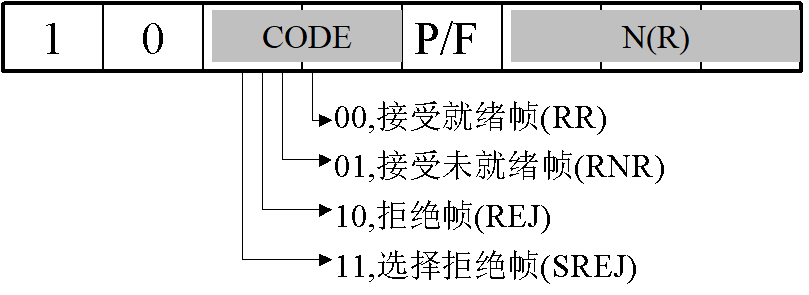 1 0 CODE P/F N(R)
00,接受就绪帧(RR)
01,接受未就绪帧(RNR)
10,拒绝帧(REJ)
11,选择拒绝帧(SREJ)